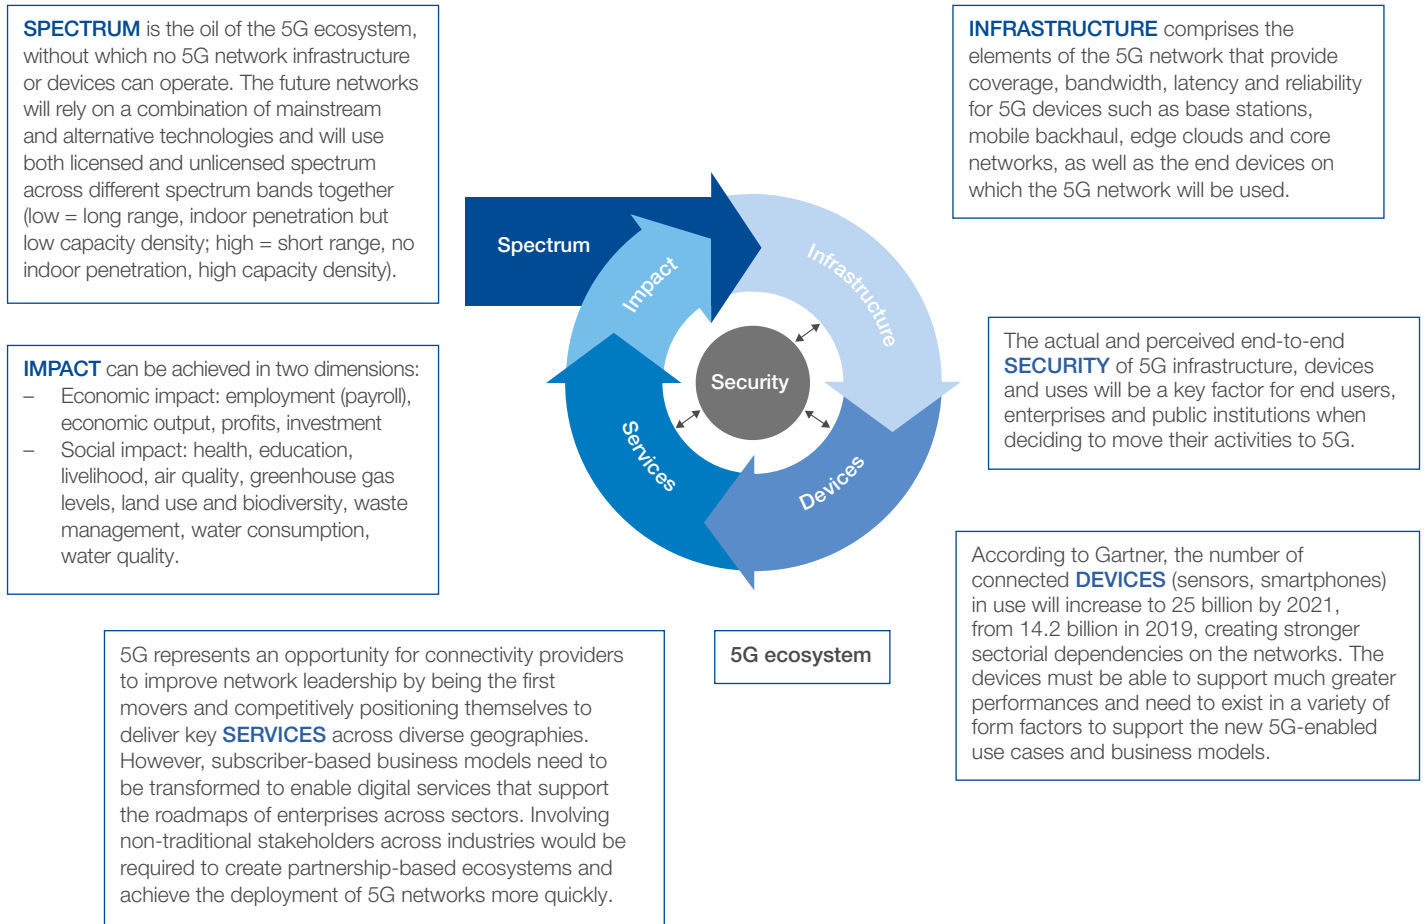 SPECTRUM is the oil of the 5G ecosystem,
without which no 5G network infrastructure
or devices can operate. The future networks
will rely on a combination of mainstream
and alternative technologies and will use
both licensed and unlicensed spectrum
across different spectrum bands together
(low = long range, indoor penetration but
low capacity density; high = short range, no
indoor penetration, high capacity density).
INFRASTRUCTURE comprises the
elements of the 5G network that provide
coverage, bandwidth, latency and reliability
for 5G devices such as base stations,
mobile backhaul, edge clouds and core
networks, as well as the end devices on
which the 5G network will be used.
Spectrum
Impact
Infrastructure
Security
Services
Devices
IMPACT can be achieved in two dimensions:
– Economic impact: employment (payroll),
economic output, profits, investment
– Social impact: health, education,
livelihood, air quality, greenhouse gas
levels, land use and biodiversity, waste
management, water consumption,
water quality.
The actual and perceived end-to-end
SECURITY of 5G infrastructure, devices
and uses will be a key factor for end users,
enterprises and public institutions when
deciding to move their activities to 5G.
According to Gartner, the number of
connected DEVICES (sensors, smartphones)
in use will increase to 25 billion by 2021,
from 14.2 billion in 2019, creating stronger
sectorial dependencies on the networks. The
devices must be able to support much greater
performances and need to exist in a variety of
form factors to support the new 5G-enabled
use cases and business models.
5G represents an opportunity for connectivity providers
to improve network leadership by being the first
movers and competitively positioning themselves to
deliver key SERVICES across diverse geographies.
However, subscriber-based business models need to
be transformed to enable digital services that support
the roadmaps of enterprises across sectors. Involving
non-traditional stakeholders across industries would be
required to create partnership-based ecosystems and
achieve the deployment of 5G networks more quickly.
5G ecosystem